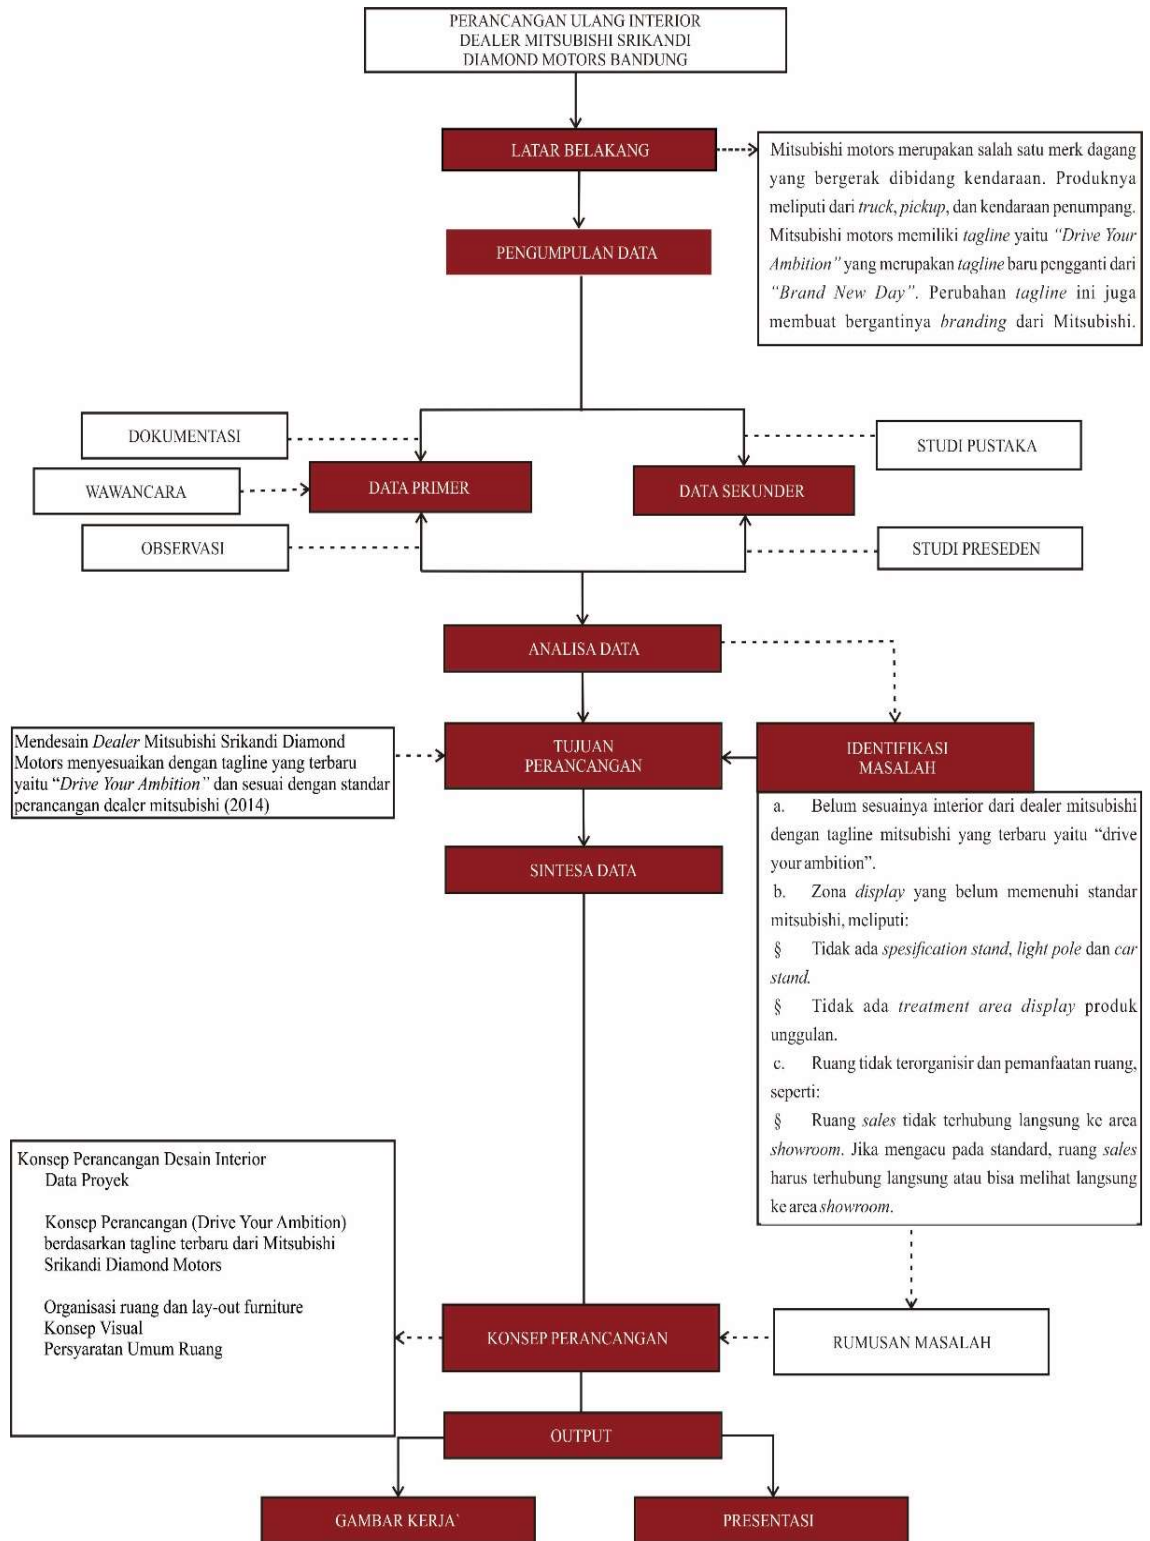 PERANCANGAN ULANG INTERIOR
DEALER MITSUBISHI SRIKANDI
DIAMOND MOTORS BANDUNG
LATAR BELAKANG
Mitsubishi motors merupakan salah satu merk dagang
yang bergerak dibidang kendaraan. Produknya
meliputi dari truck, pickup, dan kendaraan penumpang.
Mitsubishi motors memiliki tagline yaitu “Drive Your
Ambition” yang merupakan tagline baru pengganti dari
“Brand New Day”. Perubahan tagline ini juga
membuat bergantinya branding dari Mitsubishi.
PENGUMPULAN DATA
DOKUMENTASI
WAWANCARA
OBSERVASI
DATA PRIMER
DATA SEKUNDER
STUDI PUSTAKA
STUDI PRESEDEN
ANALISA DATA
Mendesain Dealer Mitsubishi Srikandi Diamond
Motors menyesuaikan dengan tagline yang terbaru
yaitu “Drive Your Ambition” dan sesuai dengan standar
perancangan dealer mitsubishi (2014)
TUJUAN
PERANCANGAN
IDENTIFIKASI
MASALAH
a. Belum sesuainya interior dari dealer mitsubishi
dengan tagline mitsubishi yang terbaru yaitu “drive
your ambition”.
b. Zona display yang belum memenuhi standar
mitsubishi, meliputi:
§ Tidak ada spesification stand, light pole dan car
stand.
§ Tidak ada treatment area display produk
unggulan.
c. Ruang tidak terorganisir dan pemanfaatan ruang,
seperti:
§ Ruang sales tidak terhubung langsung ke area
showroom. Jika mengacu pada standard, ruang sales
harus terhubung langsung atau bisa melihat langsung
ke area showroom.
SINTESA DATA
Konsep Perancangan Desain Interior
Data Proyek
Konsep Perancangan (Drive Your Ambition)
berdasarkan tagline terbaru dari Mitsubishi
Srikandi Diamond Motors
Organisasi ruang dan lay-out furniture
Konsep Visual
Persyaratan Umum Ruang
KONSEP PERANCANGAN
RUMUSAN MASALAH
OUTPUT
GAMBAR KERJA`
PRESENTASI